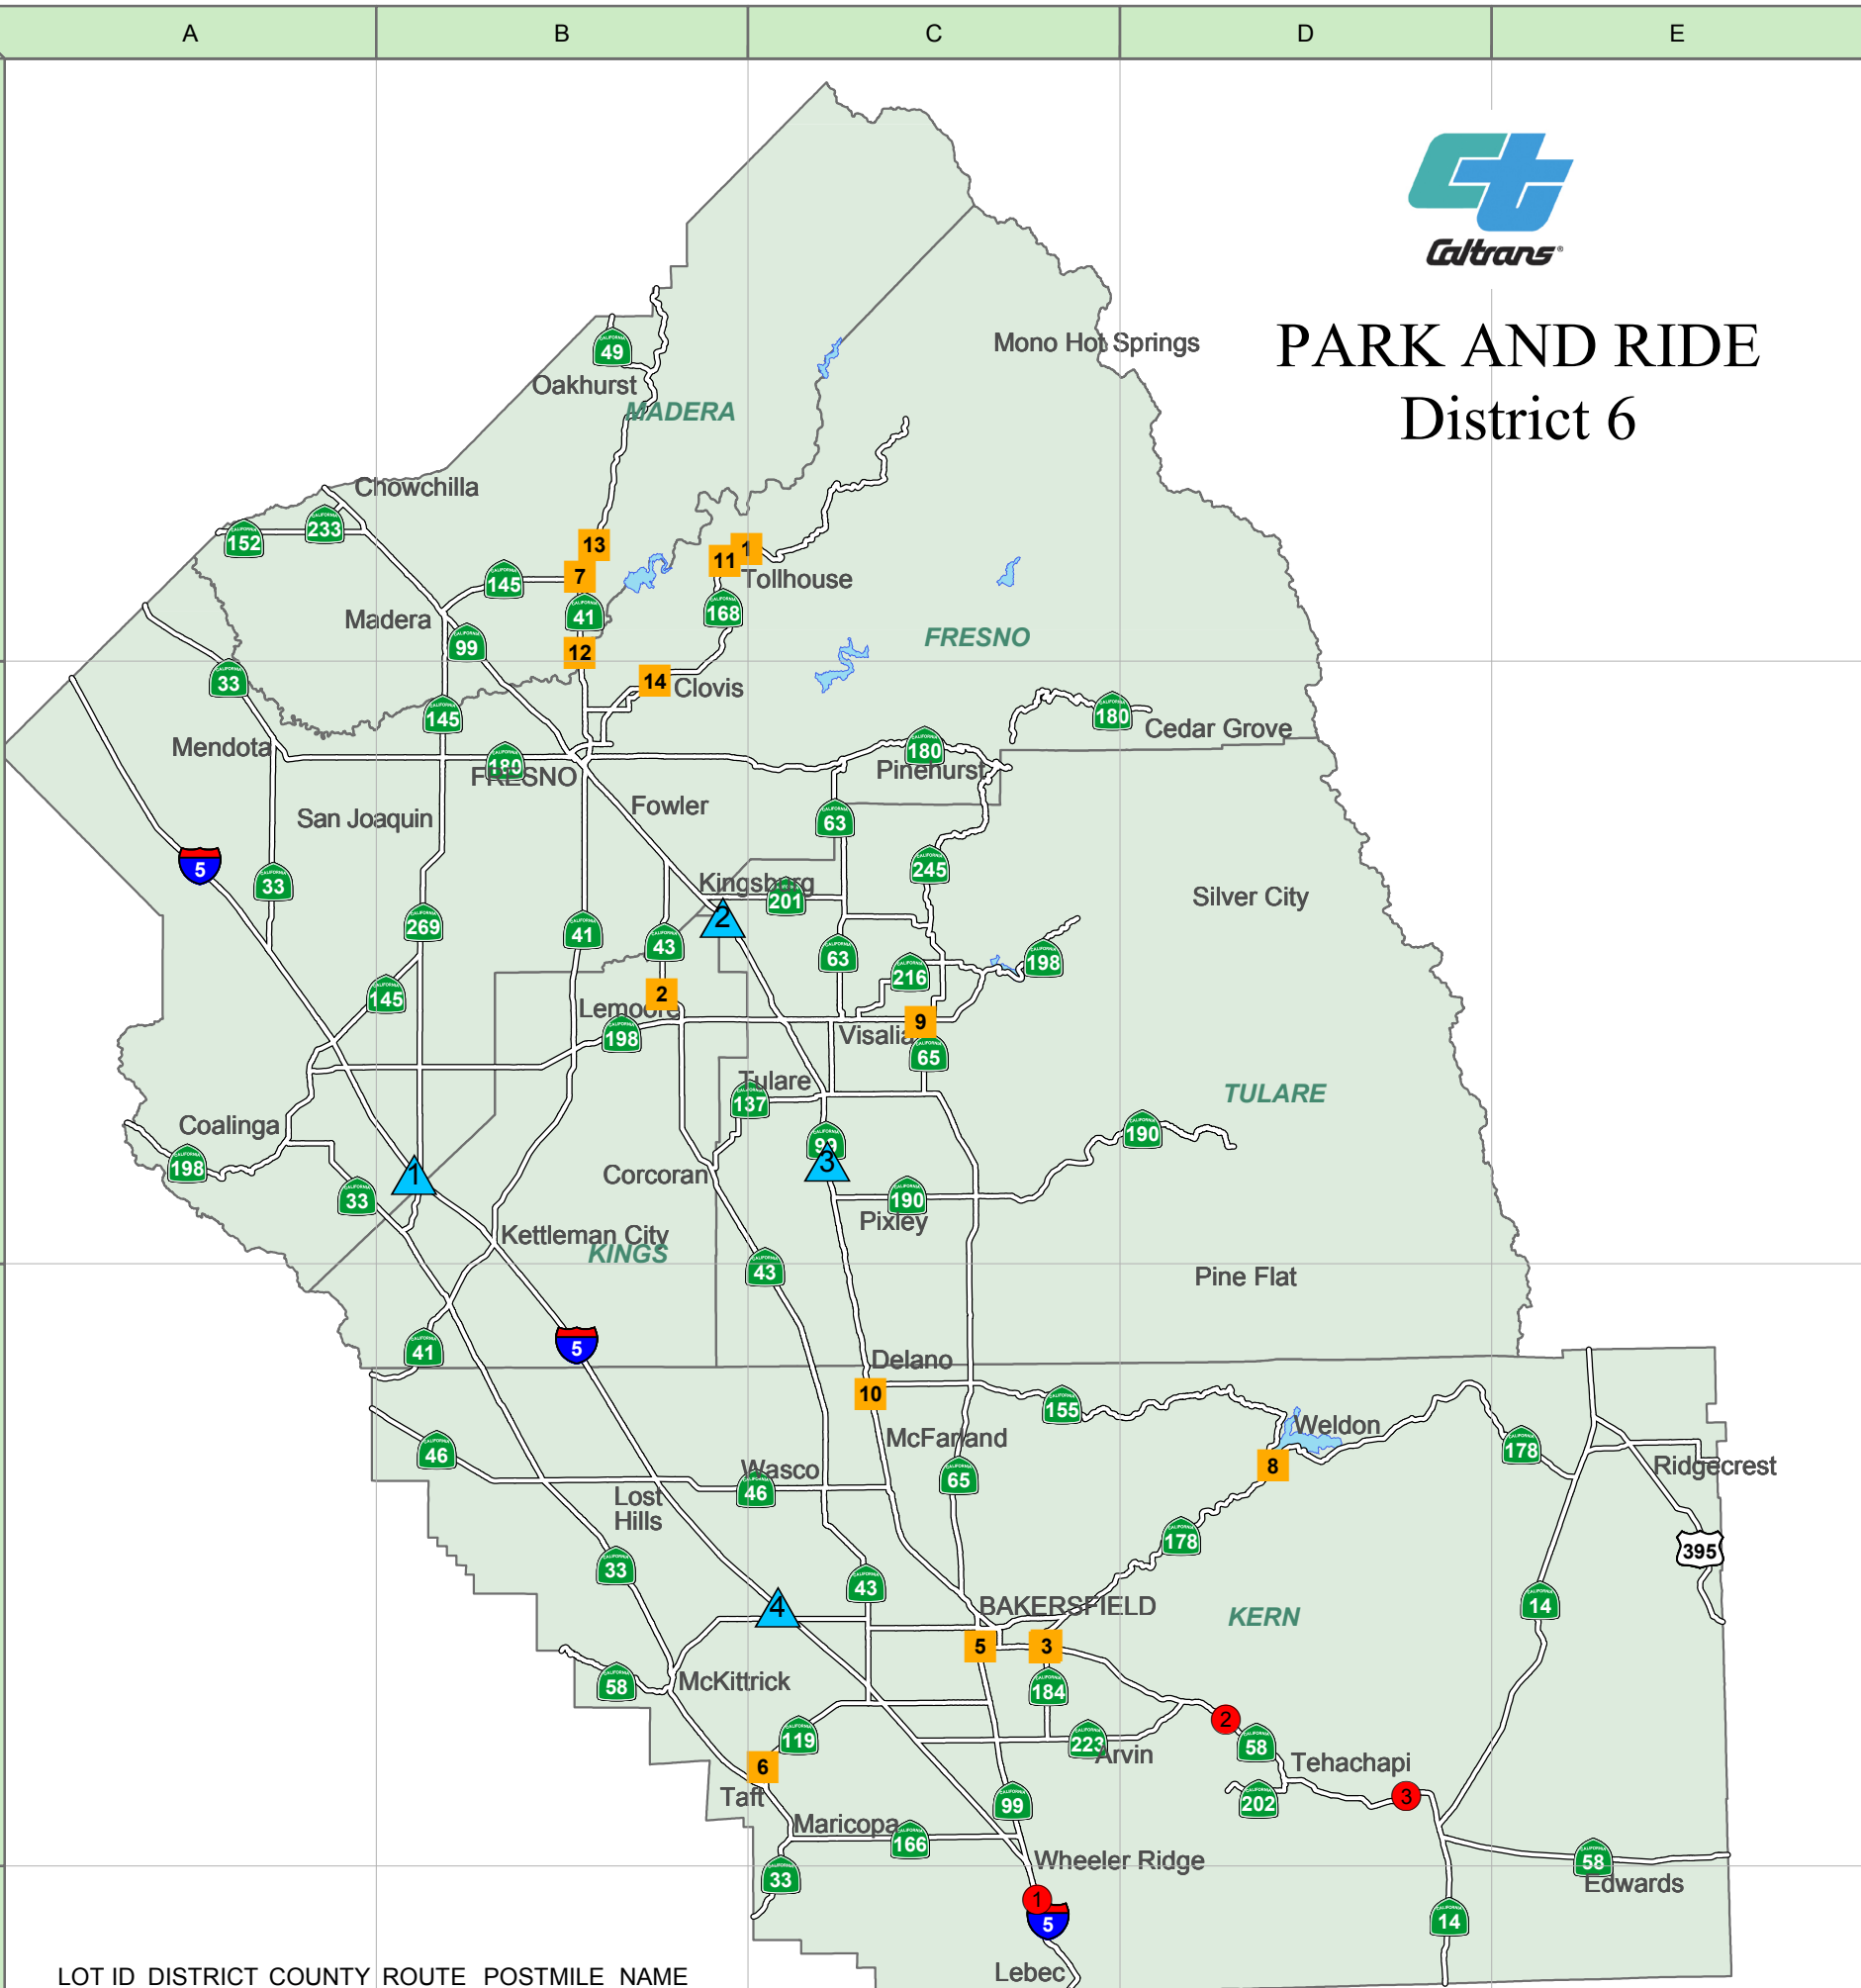 A B C D E
Caltrans®
PARK AND RIDE
District 6
Mono Hot Springs
49
Oakhurst
MADERA
Chowchilla
152
233
13
11
1
7
145
Tollhouse
41
168
Madera
99
12
FRESNO
33
14
Clovis
145
180
Cedar Grove
Mendota
180
180
FRESNO
Pinehurst
Fowler
San Joaquin
63
5
33
245
Kingsburg
201
Silver City
269
41
2
43
63
216
198
145
2
Lemoore
198
9
Visalia
65
Tulare
137
TULARE
Coalinga
198
99
3
190
1
33
Corcoran
190
Pixley
Kettleman City
KINGS
43
Pine Flat
41
5
Delano
10
155
Weldon
46
McFarland
178
8
Ridgecrest
Wasco
46
65
Lost
Hills
178
395
33
43
4
BAKERSFIELD
KERN
14
5
3
58
McKittrick
184
2
119
223
Arvin
58
Tehachapi
6
Taft
99
202
3
Maricopa
166
Wheeler Ridge
58
Edwards
33
1
5
14
Lebec
LOT ID DISTRICT COUNTY ROUTE POSTMILE NAME